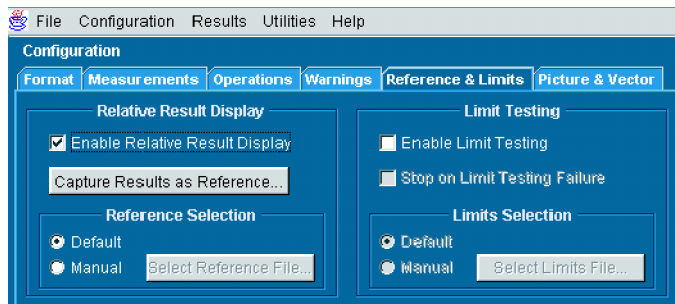 File Configuration Results Utilities Help
Configuration
Format Measurements Operations Warnings Reference & Limits Picture & Vector
Relative Result Display
Enable Relative Result Display
Capture Results as Reference...
Reference Selection
Default
Manual Select Reference File...
Limit Testing
Enable Limit Testing
Stop on Limit Testing Failure
Limits Selection
Default
Manual Select Limits File...